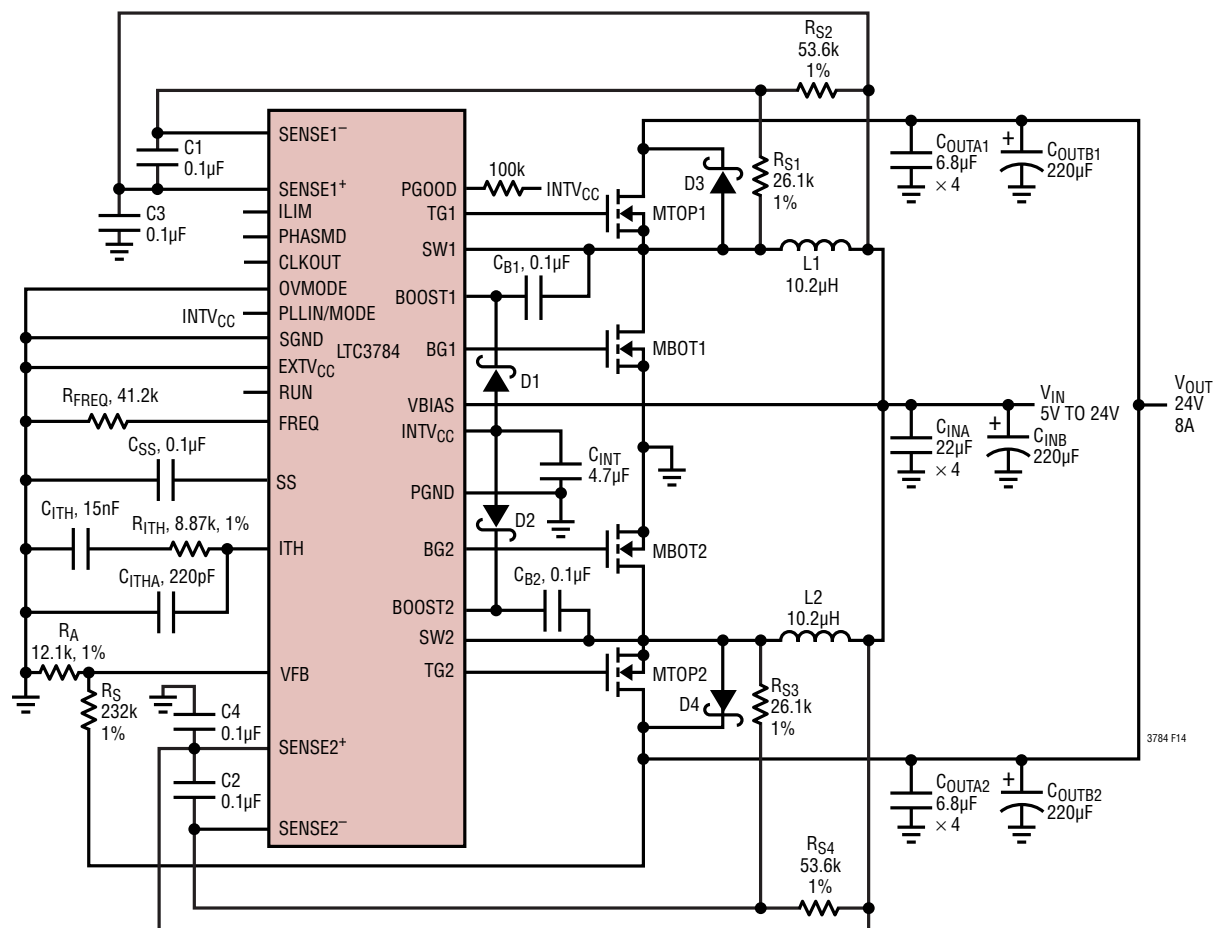 RS2
53.6k
1%
SENSE1–
C1
0.1µF
SENSE1+
C3
0.1µF
ILIM
PHASMD
CLKOUT
OVMODE
INTVCC
PLLIN/MODE
SGND
LTC3784
EXTVCC
RUN
RFREQ, 41.2k
FREQ
CSS, 0.1µF
SS
CITH, 15nF
RITH, 8.87k, 1%
ITH
CITHA, 220pF
RA
12.1k, 1%
VFB
RS
232k
1%
C4
0.1µF
SENSE2+
C2
0.1µF
SENSE2–
100k
PGOOD
INTVCC
TG1
MTOP1
D3
RS1
26.1k
1%
SW1
L1
10.2µH
CB1, 0.1µF
BOOST1
BG1
MBOT1
D1
VBIAS
INTVCC
CINT
4.7µF
PGND
D2
BG2
MBOT2
CB2, 0.1µF
BOOST2
SW2
L2
10.2µH
TG2
MTOP2
D4
RS3
26.1k
1%
RS4
53.6k
1%
COUTA1
6.8µF
× 4
+
COUTB1
220µF
VIN
5V TO 24V
VOUT
24V
8A
CINA
22µF
× 4
+
CINB
220µF
COUTA2
6.8µF
× 4
+
COUTB2
220µF
3784 F14